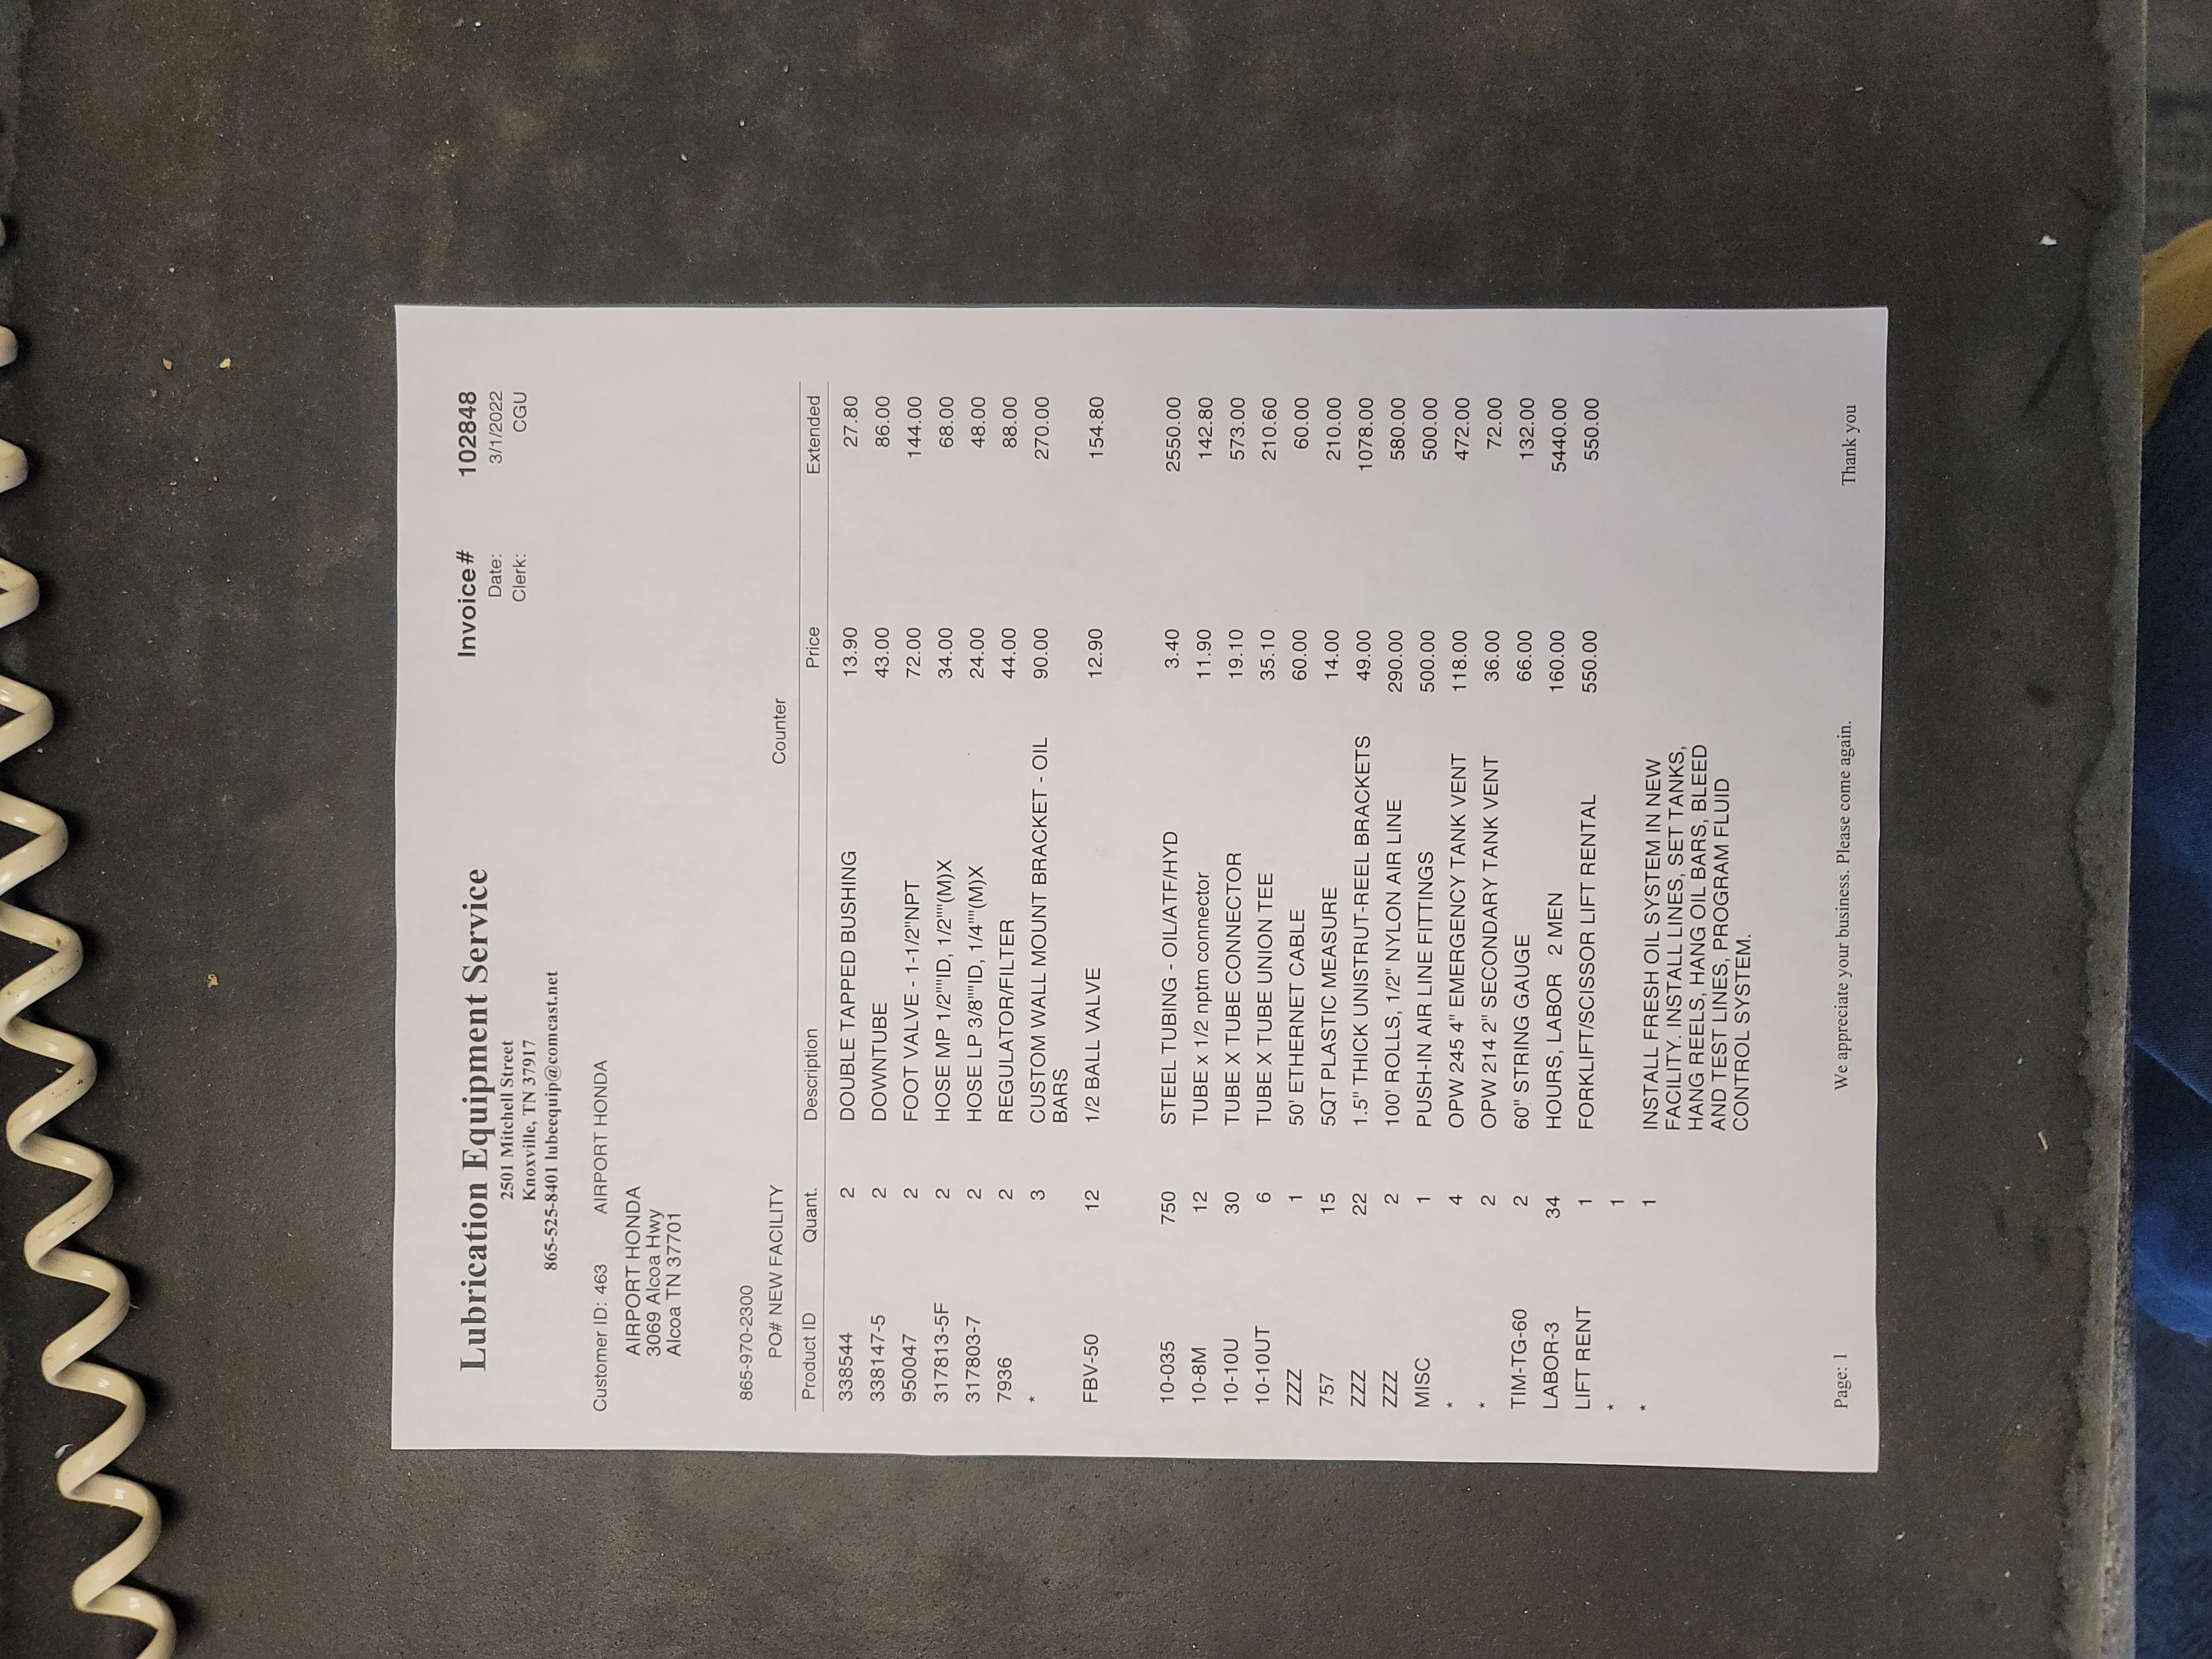 Lubrication Equipment Service
2501 Mitchell Street
Knoxville, TN 37917
865-525-8401 lubeequip@comcast.net
Invoice# 102848
Date: 3/1/2022
Clerk: CGU
Customer ID: 463 AIRPORT HONDA
AIRPORT HONDA
3069 Alcoa Hwy
Alcoa TN 37701
865-970-2300
PO# NEW FACILITY Counter
Product ID Quant. Description Price Extended
338544 2 DOUBLE TAPPED BUSHING 13.90 27.80
338147-5 2 DOWNTUBE 43.00 86.00
950047 2 FOOT VALVE - 1-1/2"NPT 72.00 144.00
317813-5F 2 HOSE MP 1/2""ID, 1/2""(M)X 34.00 68.00
317803-7 2 HOSE LP 3/8""ID, 1/4""(M)X 24.00 48.00
7936 2 REGULATOR/FILTER 44.00 88.00
* 3 CUSTOM WALL MOUNT BRACKET - OIL 90.00 270.00
BARS
FBV-50 12 1/2 BALL VALVE 12.90 154.80
10-035 750 STEEL TUBING - OIL/ATF/HYD 3.40 2550.00
10-8M 12 TUBE x 1/2 nptm connector 11.90 142.80
10-10U 30 TUBE X TUBE CONNECTOR 19.10 573.00
10-10UT 6 TUBE X TUBE UNION TEE 35.10 210.60
ZZZ 1 50' ETHERNET CABLE 60.00 60.00
757 15 5QT PLASTIC MEASURE 14.00 210.00
ZZZ 22 1.5" THICK UNISTRUT-REEL BRACKETS 49.00 1078.00
ZZZ 2 100' ROLLS, 1/2" NYLON AIR LINE 290.00 580.00
MISC 1 PUSH-IN AIR LINE FITTINGS 500.00 500.00
* 4 OPW 245 4" EMERGENCY TANK VENT 118.00 472.00
* 2 OPW 214 2" SECONDARY TANK VENT 36.00 72.00
TIM-TG-60 2 60" STRING GAUGE 66.00 132.00
LABOR-3 34 HOURS, LABOR 2 MEN 160.00 5440.00
LIFT RENT 1 FORKLIFT/SCISSOR LIFT RENTAL 550.00 550.00
* 1
* 1 INSTALL FRESH OIL SYSTEM IN NEW
FACILITY. INSTALL LINES, SET TANKS,
HANG REELS, HANG OIL BARS, BLEED
AND TEST LINES, PROGRAM FLUID
CONTROL SYSTEM.
Page: 1 We appreciate your business. Please come again. Thank you